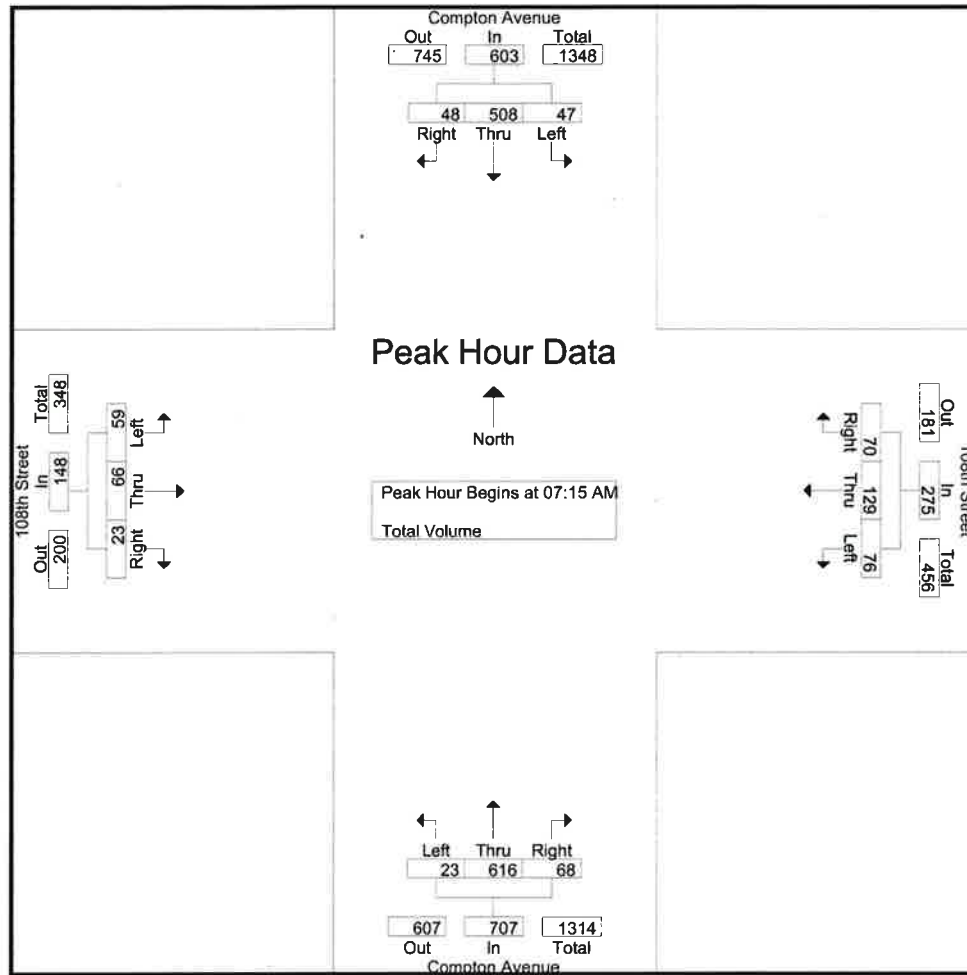 Compton Avenue
Out In Total
745 603 1348
48 508 47
Right Thru Left
Peak Hour Data
North
Peak Hour Begins at 07:15 AM
Total Volume
108th Street
Total In Out
348 148 200
59 66 23
Left Thru Right
Right Thru Left
70 129 76
Out In Total
181 275 456
108th Street
Left Thru Right
23 616 68
607 707 1314
Out In Total
Compton Avenue